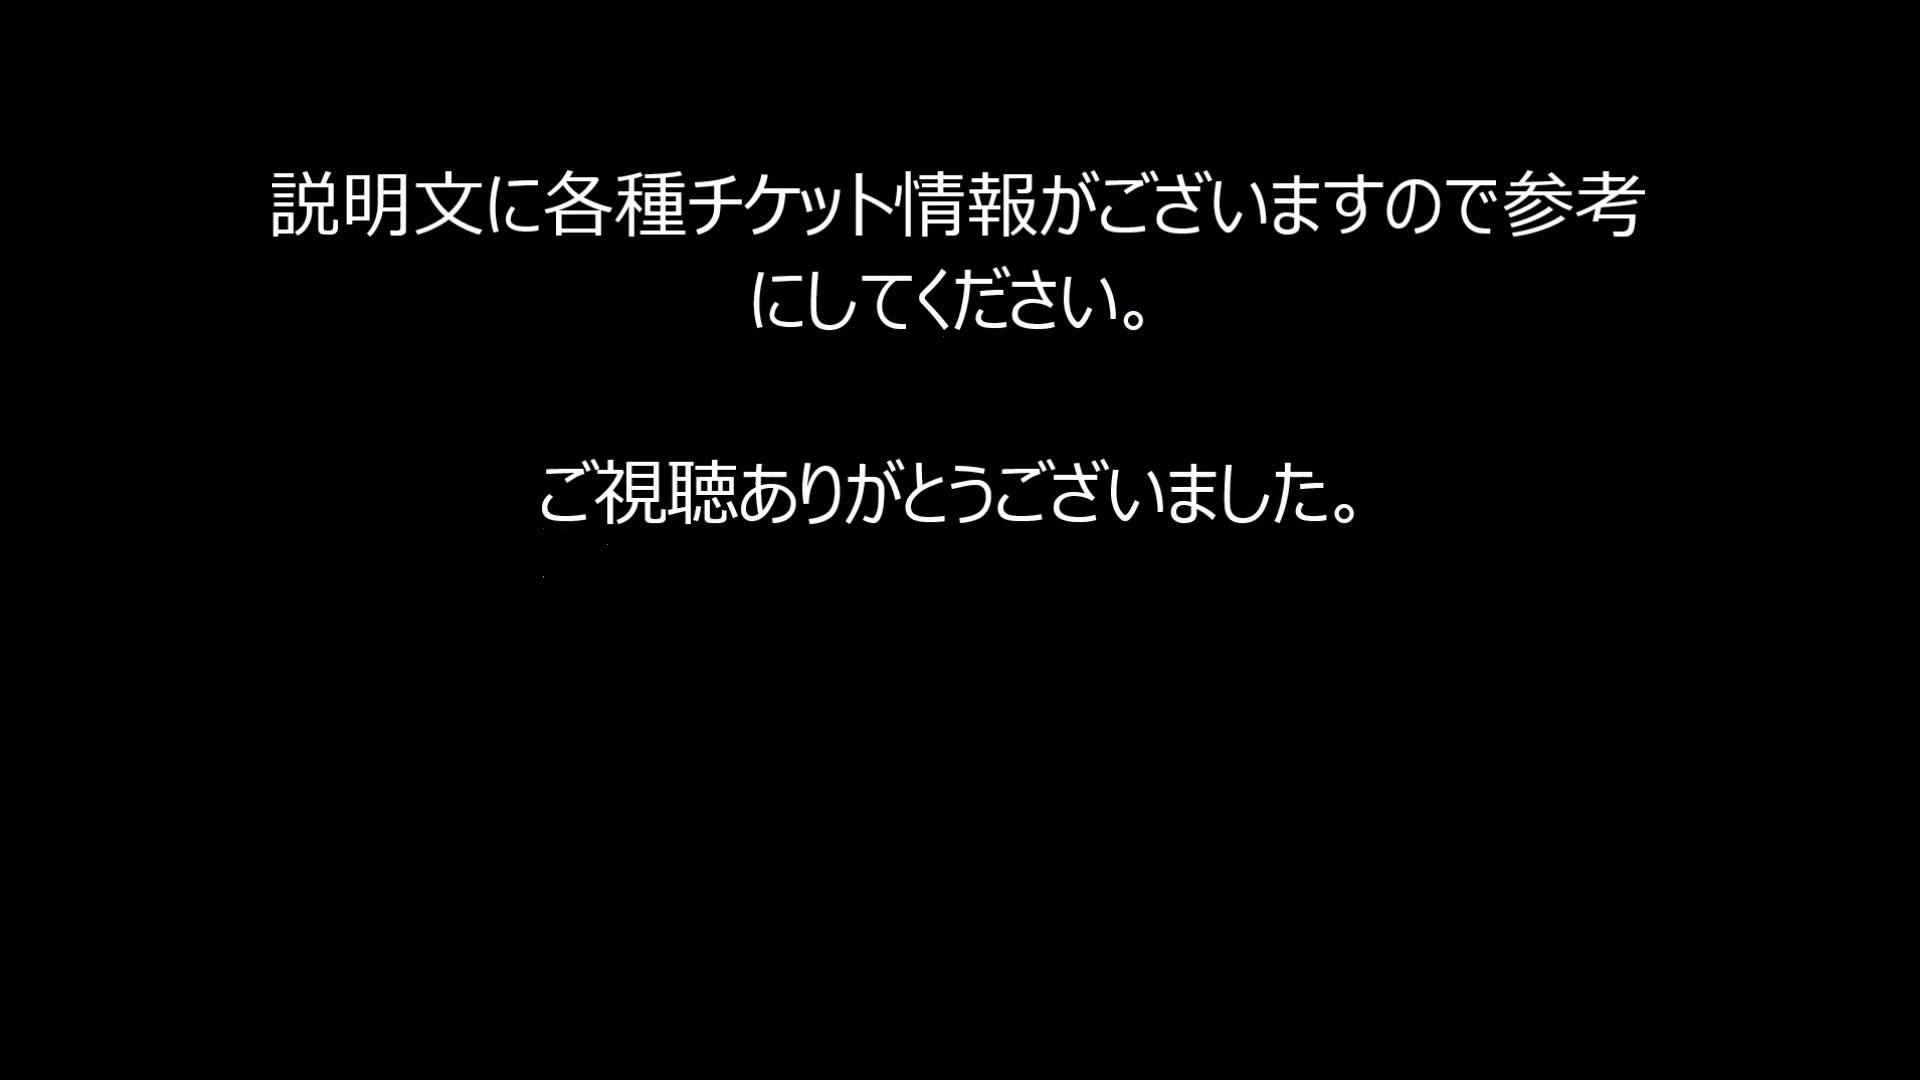 説明文に各種チケット情報がございますので参考
にしてください。
ご視聴ありがとうございました。